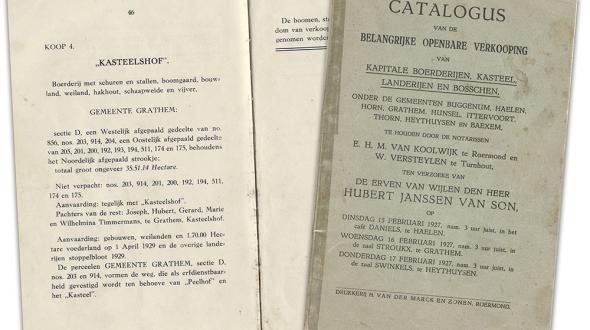 46
KOOP 4.
„KASTEELSHOF".
Boerderij met schuren en stallen, boomgaard, bouw-
land, weiland, hakhout, schaapweide en vijver.
GEMEENTE GRATHEM:
sectie D, een Westelijk afgepaald gedeelte van no.
856, nos. 203, 914, 204, een Oostelijk afgepaald gedeelte
van 205, 201, 200, 192, 193, 194, 511, 174 en 175, behoudens
het Noordelijk afgepaald strookje;
totaal groot ongeveer 35.51.14 Hectare.
Niet verpacht: nos. 203, 914, 201, 200, 192, 194, 511,
174 en 175.
Aanvaarding: tegelijk met „Kasteelshof".
Pachters van de rest: Joseph, Hubert, Gerard, Marie
en Wilhelmina Timmermans, te Grathem, Kasteelshof.
Aanvaarding: gebouwen, weilanden en 1.70.00 Hec-
tare voederland op 1 April 1929 en de overige lande-
rijen stoppelbloot 1929.
De perceelen GEMEENTE GRATHEM, sectie D,
nos. 203 en 914, vormen de weg, die als erfdienstbaar-
heid gevestigd wordt ten behoeve van „Peelhof" en
het „Kasteel".
De boomen, st
dom van verkoop
genomen worde
CATALOGUS
VAN DE
BELANGRIJKE OPENBARE VERKOOPING
VAN
KAPITALE BOERDERIJEN, KASTEEL,
LANDERIJEN EN BOSSCHEN,
ONDER DE GEMEENTEN BUGGENUM, HAELEN,
HORN, GRATHEM, HUNSEL, ITTERVOORT,
THORN, HEYTHUYSEN en BAEXEM,
TE HOUDEN DOOR DE NOTARISSEN
E. H. M. VAN KOOLWIJK te Roermond en
W. VERSTEYLEN te Turnhout,
TEN VERZOEKE VAN
DE ERVEN VAN WIJLEN DEN HEER
HUBERT JANSSEN VAN SON,
OP
DINSDAG 15 FEBRUARI 1927, nam. 3 uur juist, in het
café DANIELS, te HAELEN,
WOENSDAG 16 FEBRUARI 1927, nam. 3 uur juist, in
de zaal STROUKX, te GRATHEM,
DONDERDAG 17 FEBRUARI 1927, nam. 3 uur juist, in
de zaal SWINKELS, te HEYTHUYSEN.
DRUKKERIJ H. VAN DER MARCK EN ZONEN, ROERMOND.